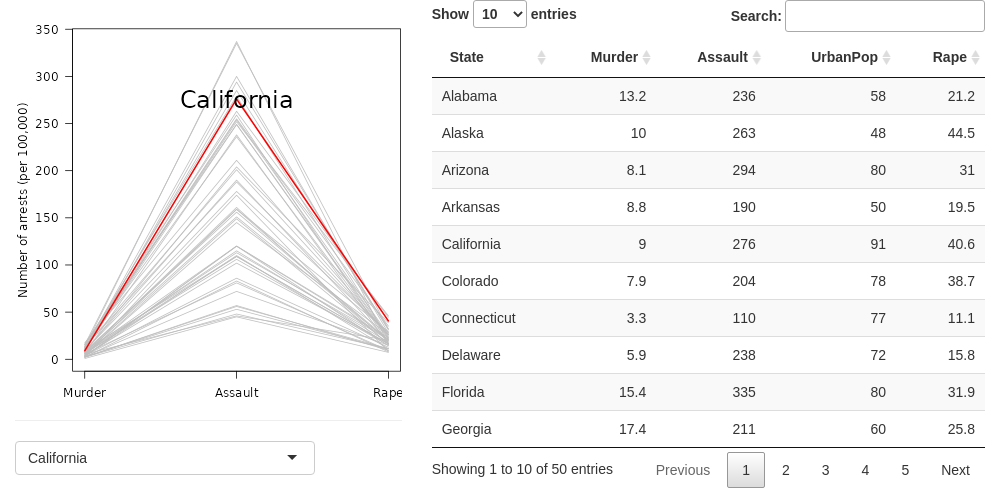 350
300
250
200
150
100
50
0
Number of arrests (per 100,000)
California
Murder Assault Rape
California
Show 10 entries
Search:
State Murder Assault UrbanPop Rape
Alabama 13.2 236 58 21.2
Alaska 10 263 48 44.5
Arizona 8.1 294 80 31
Arkansas 8.8 190 50 19.5
California 9 276 91 40.6
Colorado 7.9 204 78 38.7
Connecticut 3.3 110 77 11.1
Delaware 5.9 238 72 15.8
Florida 15.4 335 80 31.9
Georgia 17.4 211 60 25.8
Showing 1 to 10 of 50 entries
Previous 1 2 3 4 5 Next